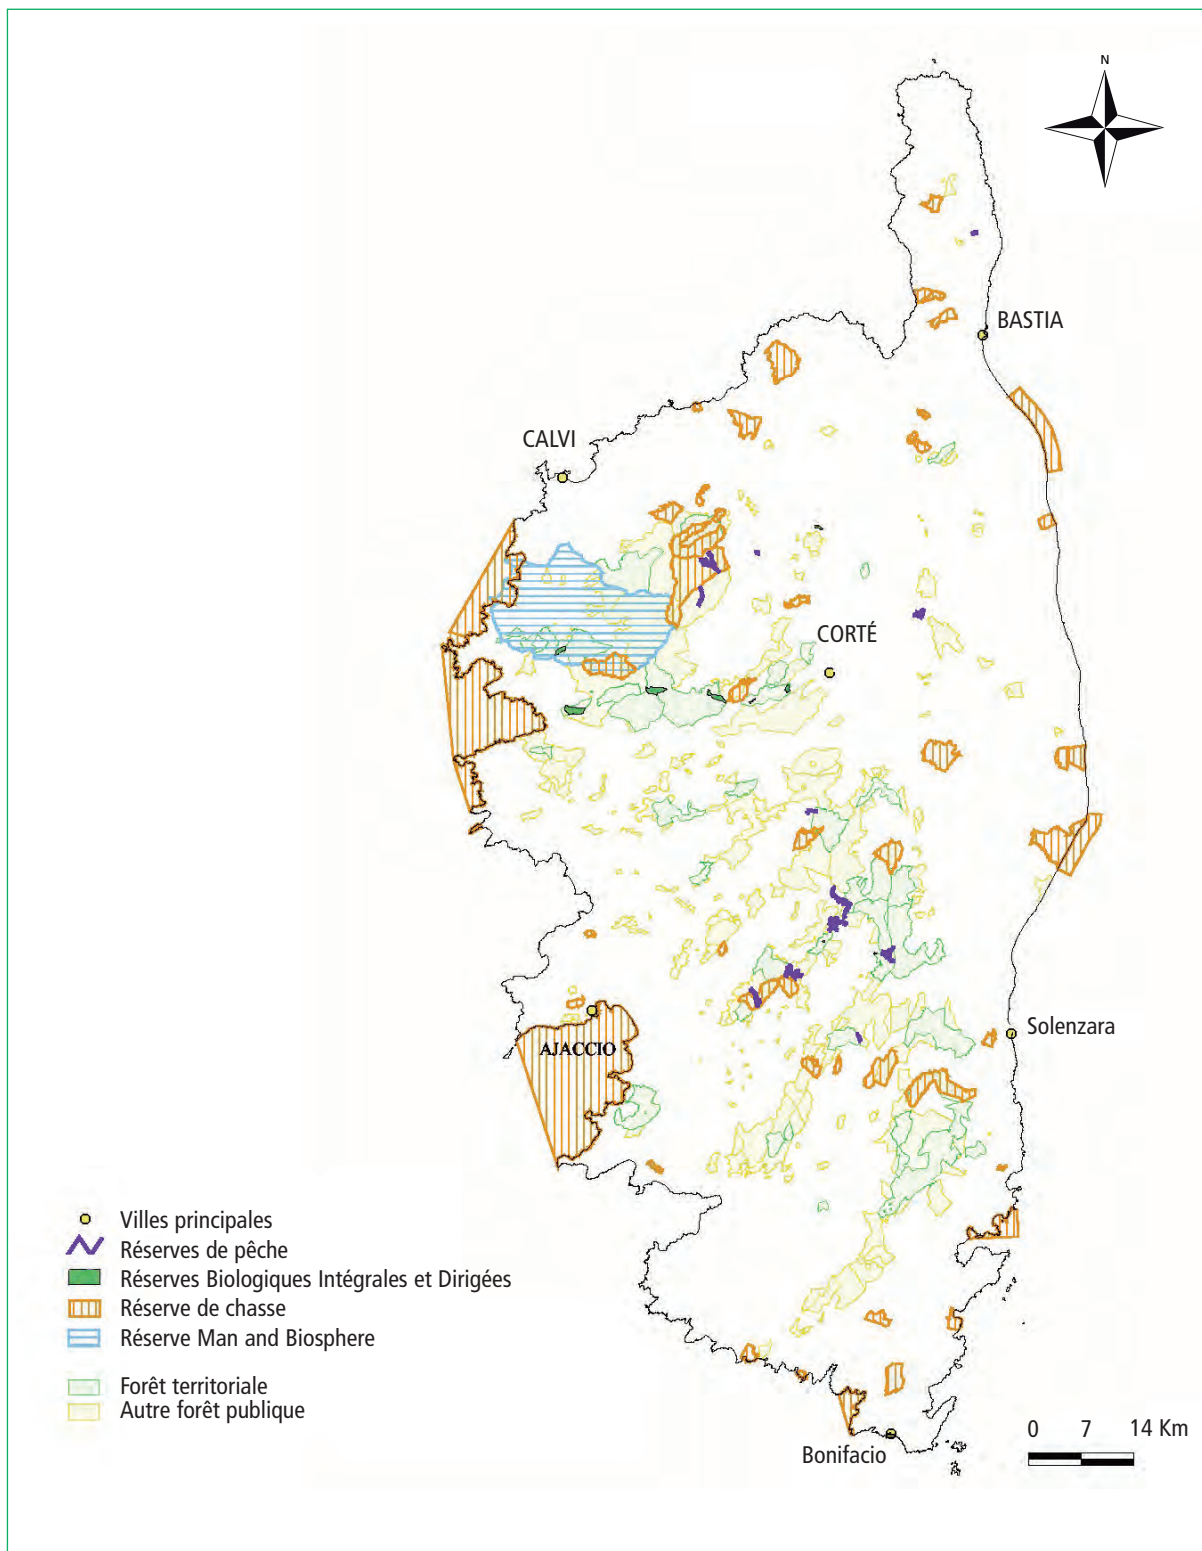 N
BASTIA
CALVI
CORTÉ
Solenzara
AJACCIO
Villes principales
Réserves de pêche
Réserves Biologiques Intégrales et Dirigées
Réserve de chasse
Réserve Man and Biosphere
Forêt territoriale
Autre forêt publique
0 7 14 Km
Bonifacio